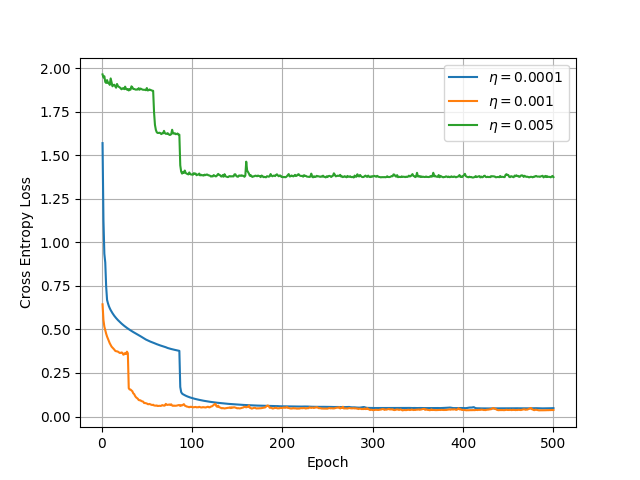 2.00
1.75
1.50
1.25
1.00
0.75
0.50
0.25
0.00
Cross Entropy Loss
η = 0.0001
η = 0.001
η = 0.005
0 100 200 300 400 500
Epoch